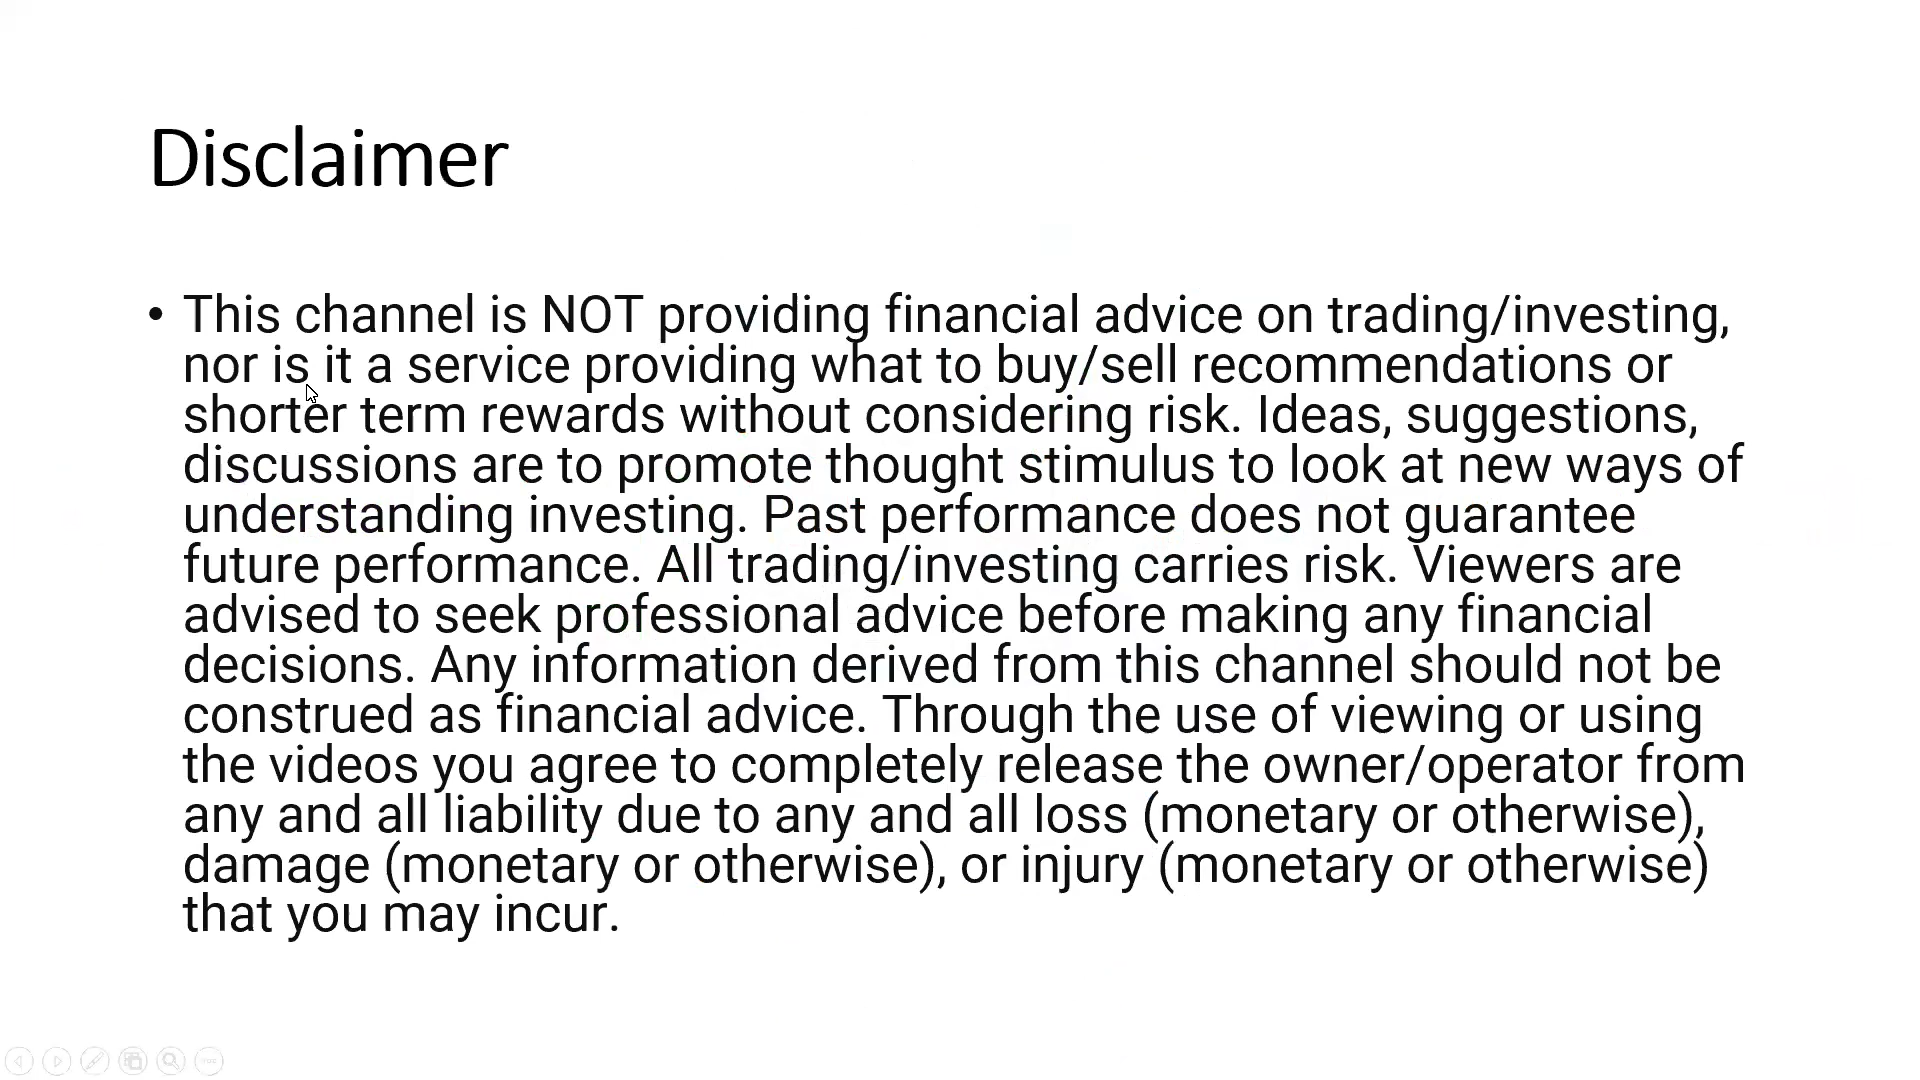 Disclaimer
• This channel is NOT providing financial advice on trading/investing,
nor is it a service providing what to buy/sell recommendations or
shorter term rewards without considering risk. Ideas, suggestions,
discussions are to promote thought stimulus to look at new ways of
understanding investing. Past performance does not guarantee
future performance. All trading/investing carries risk. Viewers are
advised to seek professional advice before making any financial
decisions. Any information derived from this channel should not be
construed as financial advice. Through the use of viewing or using
the videos you agree to completely release the owner/operator from
any and all liability due to any and all loss (monetary or otherwise),
damage (monetary or otherwise), or injury (monetary or otherwise)
that you may incur.